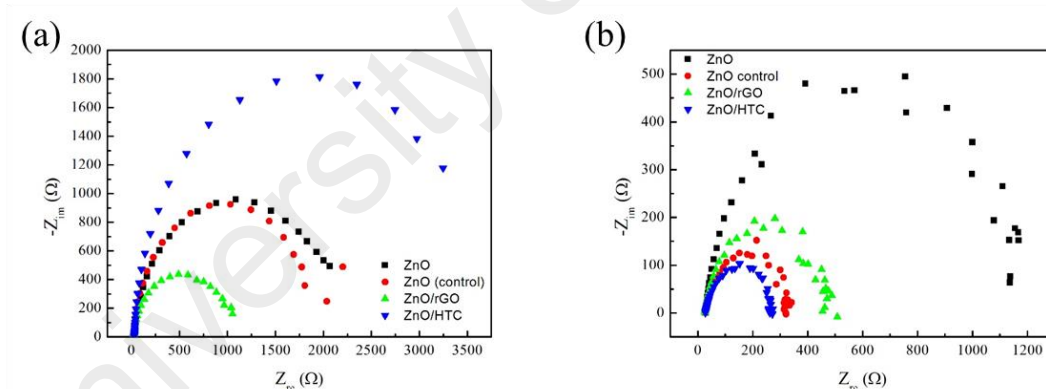 (a)
2000
1800
1600
1400
1200
1000
800
600
400
200
0
-Z_im (Ω)
0 500 1000 1500 2000 2500 3000 3500
ZnO
ZnO (control)
ZnO/rGO
ZnO/HTC
(b)
500
400
300
200
100
0
-Z_im (Ω)
0 200 400 600 800 1000 1200
(Ω)
ZnO
ZnO control
ZnO/rGO
ZnO/HTC
(Ω)